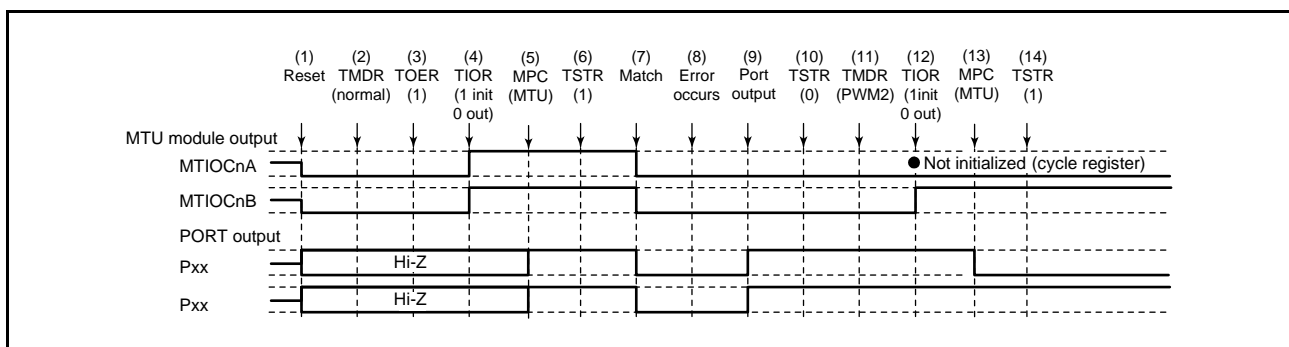 (1) (2) (3) (4) (5) (6) (7) (8) (9) (10) (11) (12) (13) (14)
Reset TMDR TOER TIOR MPC TSTR Match Error Port TSTR TMDR TIOR MPC TSTR
(normal) (1) (1 init (MTU) (1) occurs output (0) (PWM2) (1init (MTU) (1)
0 out) 0 out)
MTU module output
MTIOCnA Not initialized (cycle register)
MTIOCnB
PORT output
Pxx Hi-Z
Pxx Hi-Z